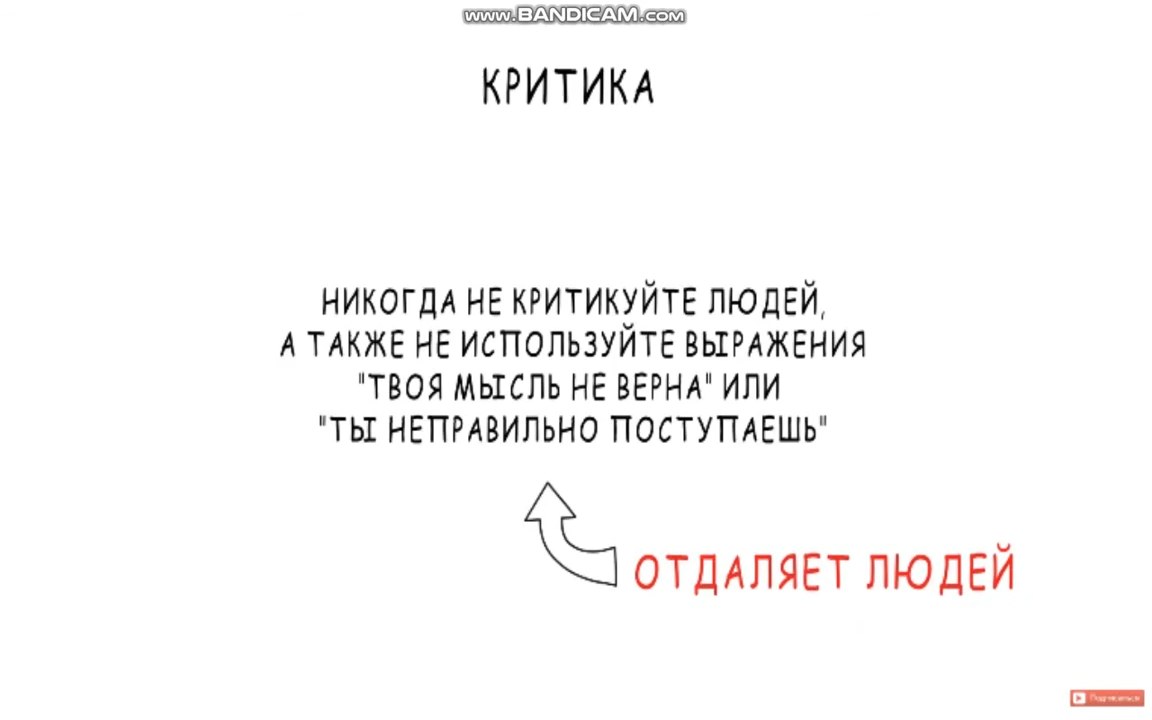 www.BANDICAM.com
КРИТИКА
НИКОГДА НЕ КРИТИКУЙТЕ ЛЮДЕЙ,
А ТАКЖЕ НЕ ИСПОЛЬЗУЙТЕ ВЫРАЖЕНИЯ
"ТВОЯ МЫСЛЬ НЕ ВЕРНА" ИЛИ
"ТЫ НЕПРАВИЛЬНО ПОСТУПАЕШЬ"
ОТДАЛЯЕТ ЛЮДЕЙ
Подписаться